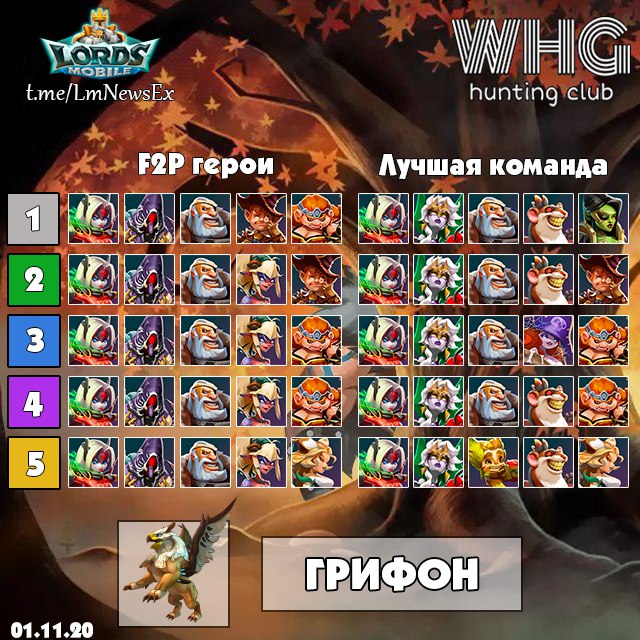 LORDS
MOBILE
t.me/LmNewsEx
WHG
hunting club
F2P герои
Лучшая команда
1
2
3
4
5
ГРИФОН
01.11.20